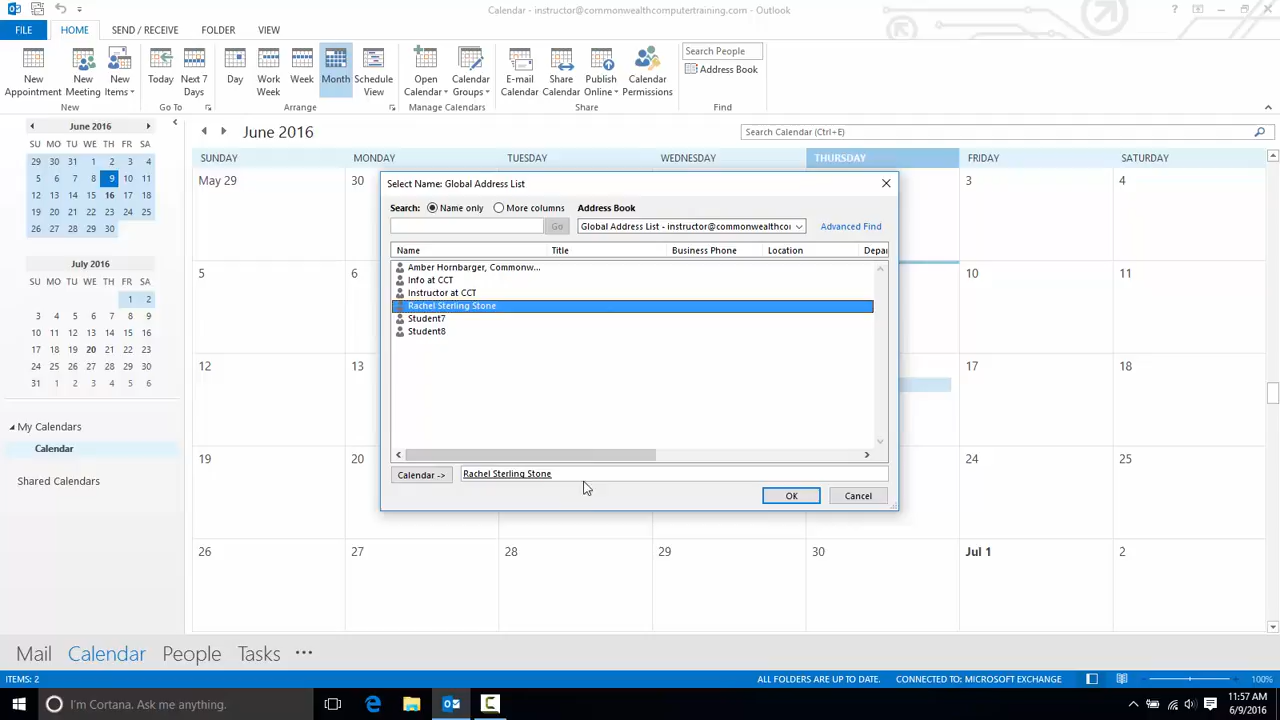 Calendar - instructor@commonwealthcomputertraining.com - Outlook
FILE HOME SEND / RECEIVE FOLDER VIEW
New Appointment
New Meeting
New Items
Today
Next 7 Days
Day
Work Week
Week
Month
Schedule View
Open Calendar
Calendar Groups
E-mail Calendar
Share Calendar
Publish Online
Calendar Permissions
Search People
Address Book
New Go To Arrange Manage Calendars Share Find
June 2016
SU MO TU WE TH FR SA
29 30 31 1 2 3 4
5 6 7 8 9 10 11
12 13 14 15 16 17 18
19 20 21 22 23 24 25
26 27 28 29 30
July 2016
SU MO TU WE TH FR SA
1 2
3 4 5 6 7 8 9
10 11 12 13 14 15 16
17 18 19 20 21 22 23
24 25 26 27 28 29 30
31 1 2 3 4 5 6
My Calendars
Calendar
Shared Calendars
June 2016
Search Calendar (Ctrl+E)
SUNDAY MONDAY TUESDAY WEDNESDAY THURSDAY FRIDAY SATURDAY
May 29 30 3 4
5 6 10 11
12 13 17 18
19 20 24 25
26 27 28 29 30 Jul 1 2
Select Name: Global Address List
Search: Name only More columns Address Book
Go Global Address List - instructor@commonwealthcoi Advanced Find
Name Title Business Phone Location Depar
Amber Hornbarger, Commonw...
Info at CCT
Instructor at CCT
Rachel Sterling Stone
Student7
Student8
Calendar -> Rachel Sterling Stone
OK Cancel
Mail Calendar People Tasks ...
ITEMS: 2 ALL FOLDERS ARE UP TO DATE. CONNECTED TO: MICROSOFT EXCHANGE 100%
I'm Cortana. Ask me anything.
11:57 AM
6/9/2016